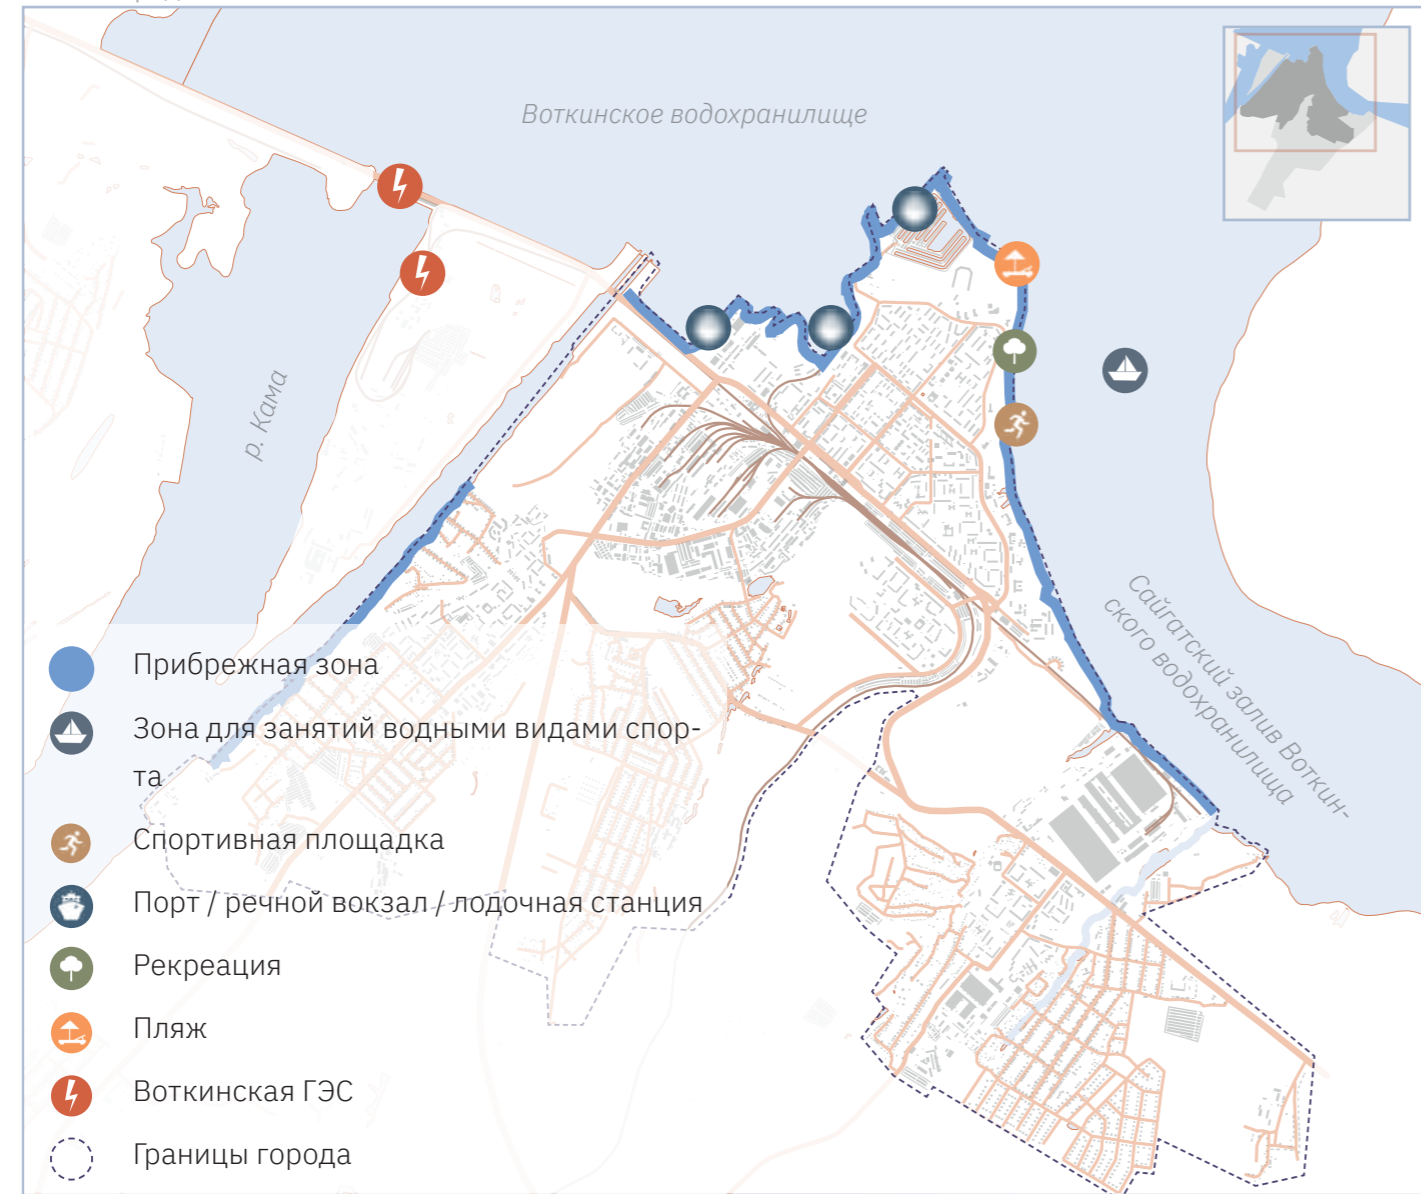 Воткинское водохранилище
р. Кама
Сайгатский залив Воткин-
ского водохранилища
Прибрежная зона
Зона для занятий водными видами спор-
та
Спортивная площадка
Порт / речной вокзал / лодочная станция
Рекреация
Пляж
Воткинская ГЭС
Границы города